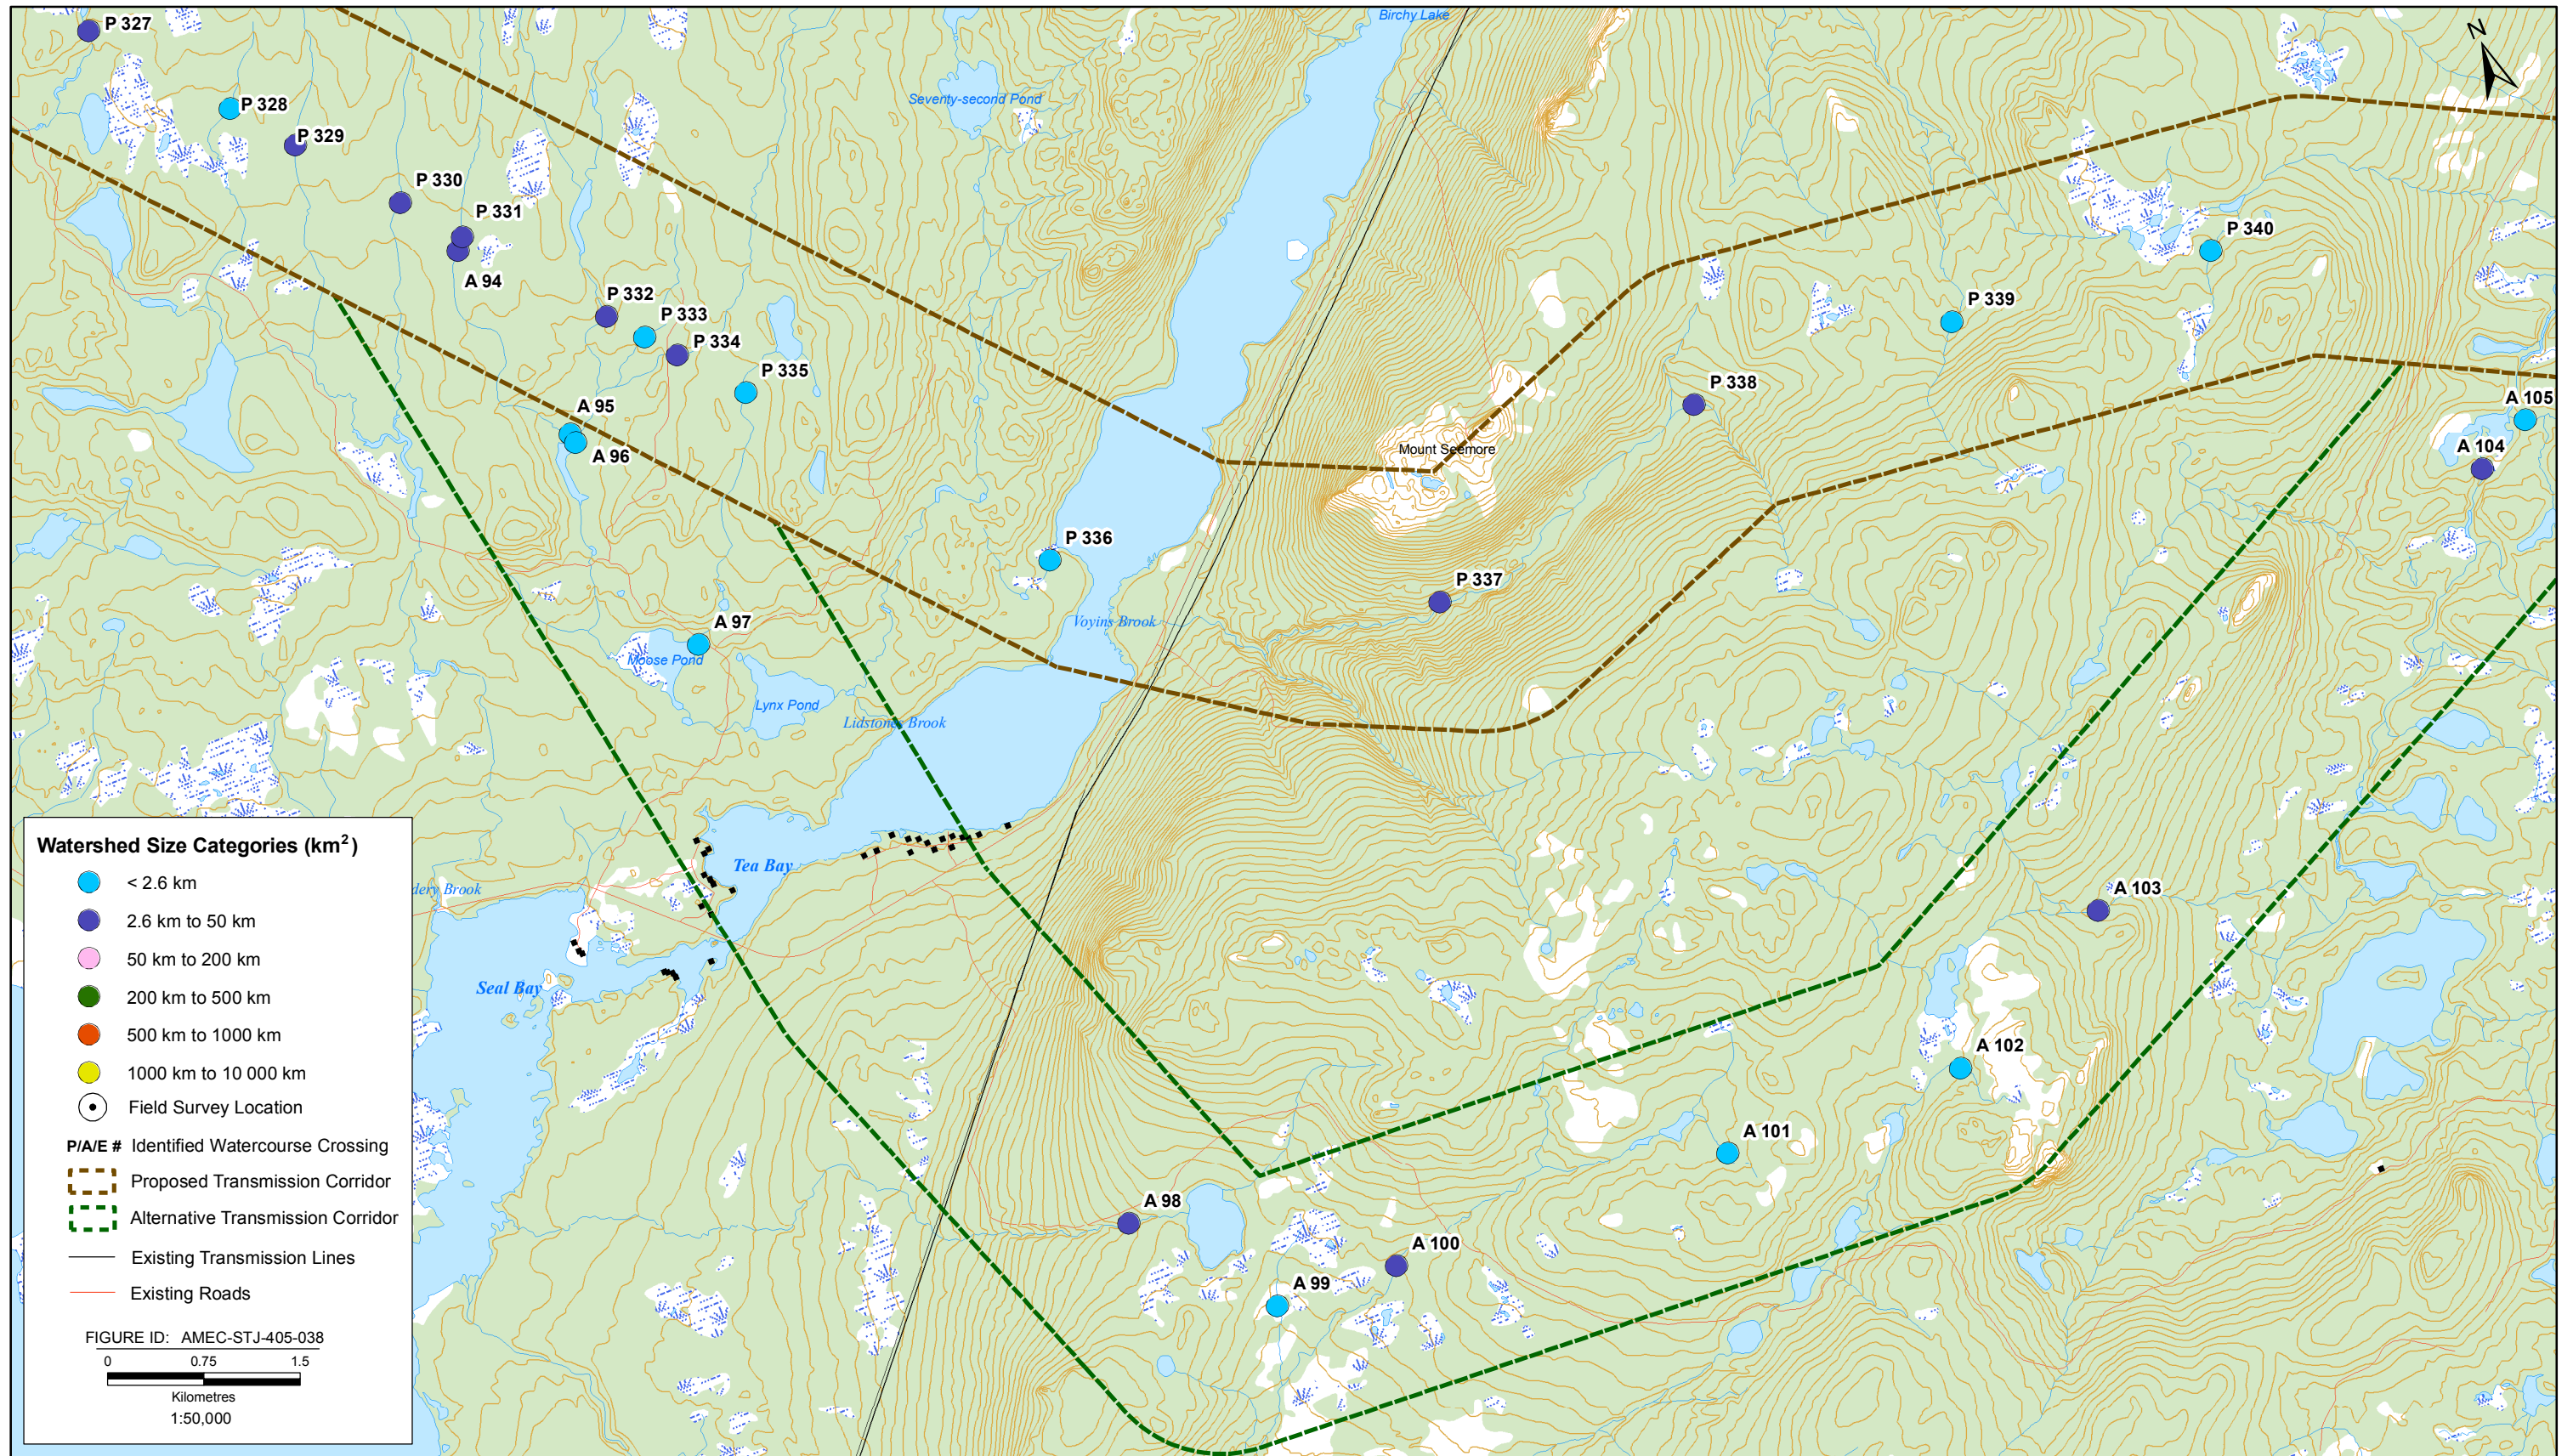 Birchy Lake
N
P 327
Seventy-second Pond
P 328
P 329
P 330
P 331
A 94
P 340
P 332
P 333
P 334
P 339
P 335
P 338
A 95
A 105
A 96
Mount Seemore
A 104
P 336
P 337
Voyins Brook
A 97
Moose Pond
Lynx Pond
Lidstones Brook
Tea Bay
dery Brook
A 103
Seal Bay
A 102
A 101
A 98
A 100
A 99
Watershed Size Categories (km²)
< 2.6 km
2.6 km to 50 km
50 km to 200 km
200 km to 500 km
500 km to 1000 km
1000 km to 10 000 km
Field Survey Location
P/A/E # Identified Watercourse Crossing
Proposed Transmission Corridor
Alternative Transmission Corridor
Existing Transmission Lines
Existing Roads
FIGURE ID: AMEC-STJ-405-038
0 0.75 1.5
Kilometres
1:50,000